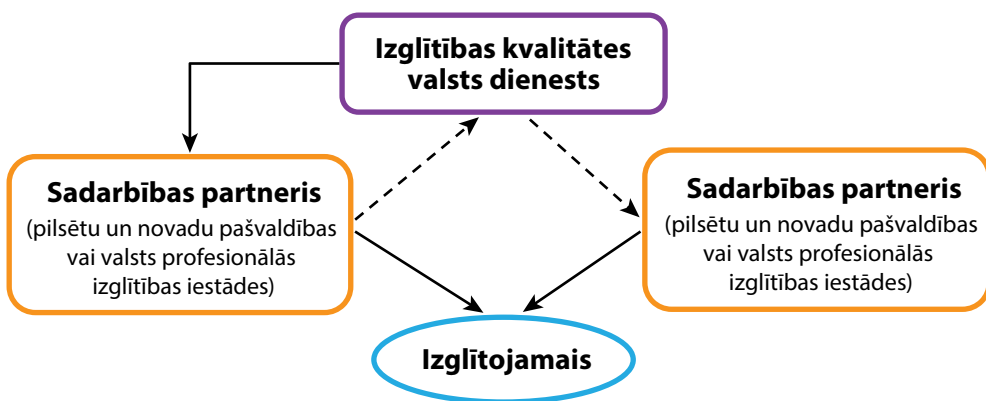 Izglītības kvalitātes
valsts dienests
Sadarbības partneris
(pilsētu un novadu pašvaldības
vai valsts profesionālās
izglītības iestādes)
Sadarbības partneris
(pilsētu un novadu pašvaldības
vai valsts profesionālās
izglītības iestādes)
Izglītojamais